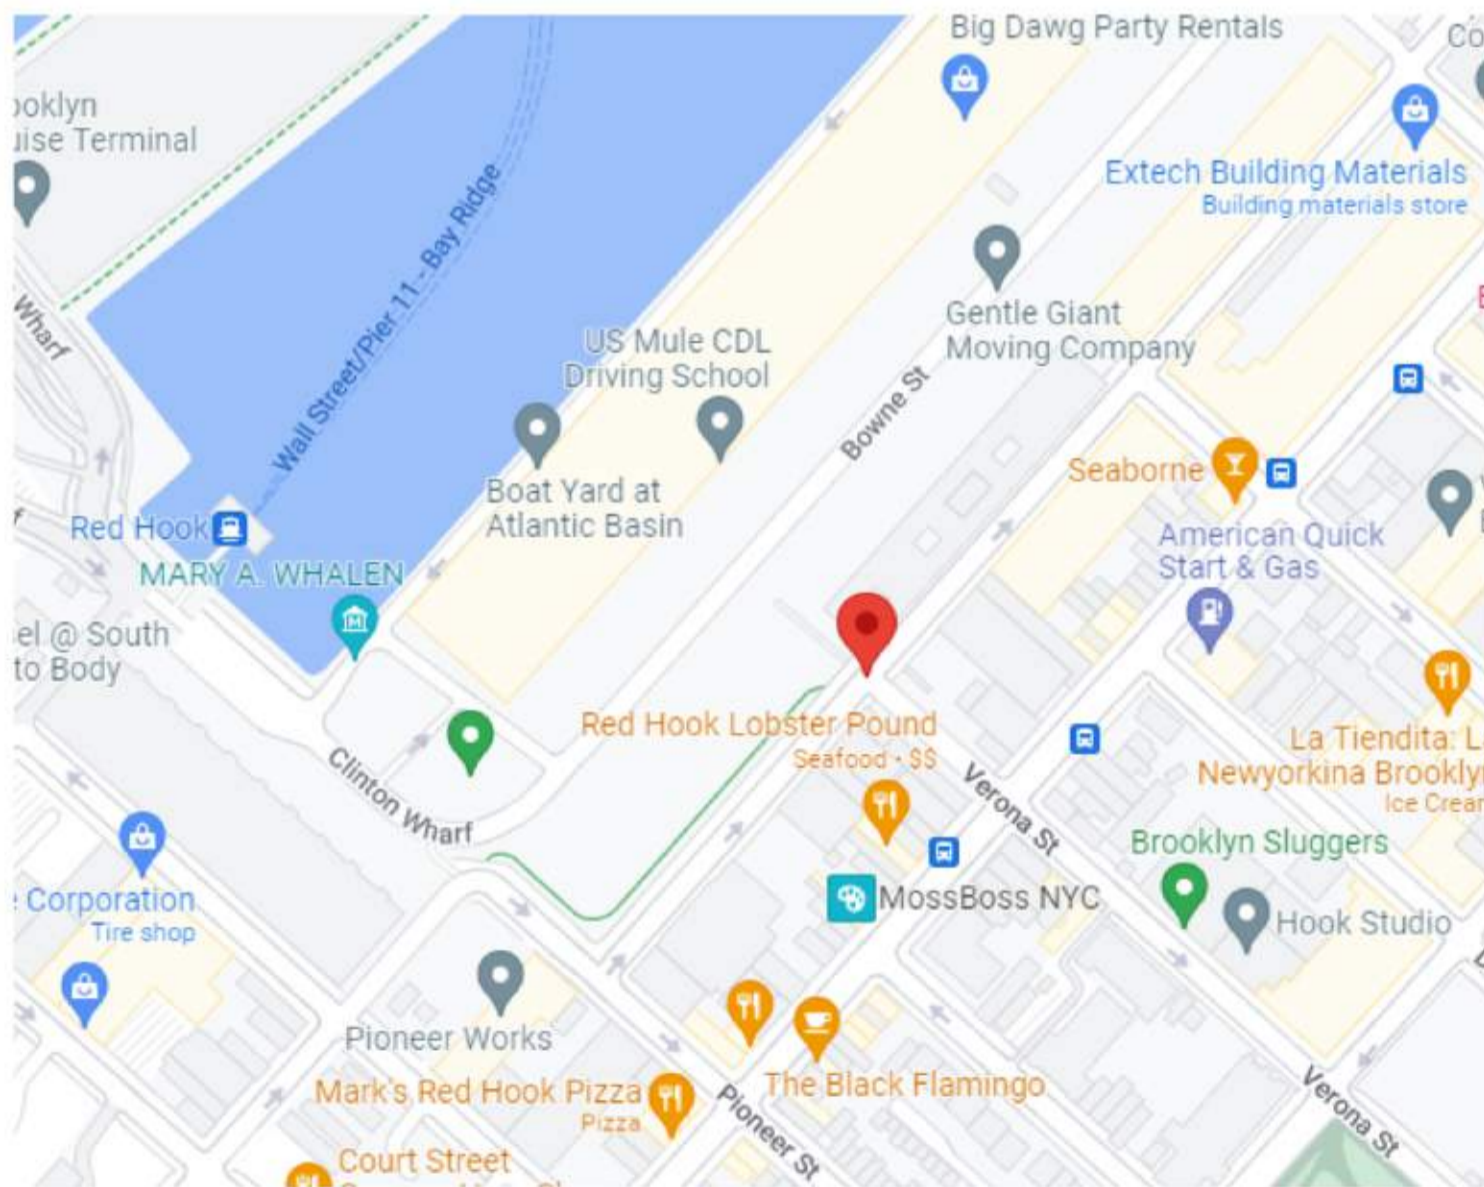 Big Dawg Party Rentals
Co
ooklyn
uise Terminal
Extech Building Materials
Building materials store
Wall Street/Pier 11 - Bay Ridge
Wharf
Gentle Giant
Moving Company
US Mule CDL
Driving School
Bowne St
Seaborne
Boat Yard at
Atlantic Basin
Red Hook
American Quick
Start & Gas
MARY A. WHALEN
el @ South
to Body
Red Hook Lobster Pound
Seafood · $$
La Tiendita: L
Newyorkina Brooklyn
Ice Crear
Clinton Wharf
Verona St
Brooklyn Sluggers
Corporation
Tire shop
MossBoss NYC
Hook Studio
Pioneer Works
Mark's Red Hook Pizza
Pizza
The Black Flamingo
Pioneer St
Verona St
Court Street